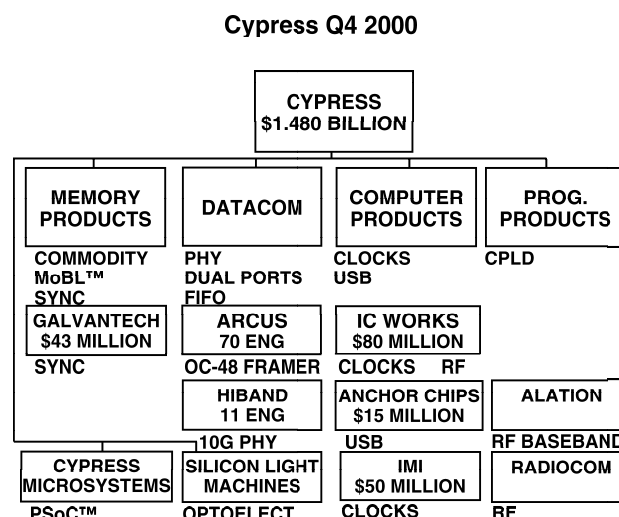 Cypress Q4 2000
CYPRESS
$1.480 BILLION
MEMORY
PRODUCTS
DATACOM
COMPUTER
PRODUCTS
PROG.
PRODUCTS
COMMODITY
MoBL™
SYNC
PHY
DUAL PORTS
FIFO
CLOCKS
USB
CPLD
GALVANTECH
$43 MILLION
SYNC
ARCUS
70 ENG
OC-48 FRAMER
IC WORKS
$80 MILLION
CLOCKS RF
HIBAND
11 ENG
10G PHY
ANCHOR CHIPS
$15 MILLION
USB
ALATION
RF BASEBAND
CYPRESS
MICROSYSTEMS
PSoC™
SILICON LIGHT
MACHINES
OPTOELECT
IMI
$50 MILLION
CLOCKS
RADIOCOM
RF